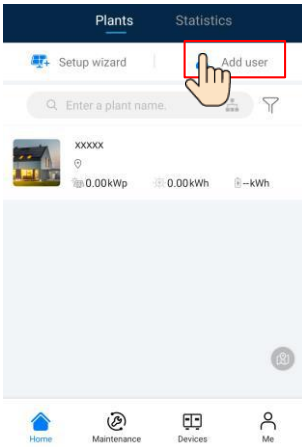 Plants Statistics
Setup wizard Add user
Enter a plant name.
xxxxx
0.00kWp 0.00kWh --kWh
Home Maintenance Devices Me